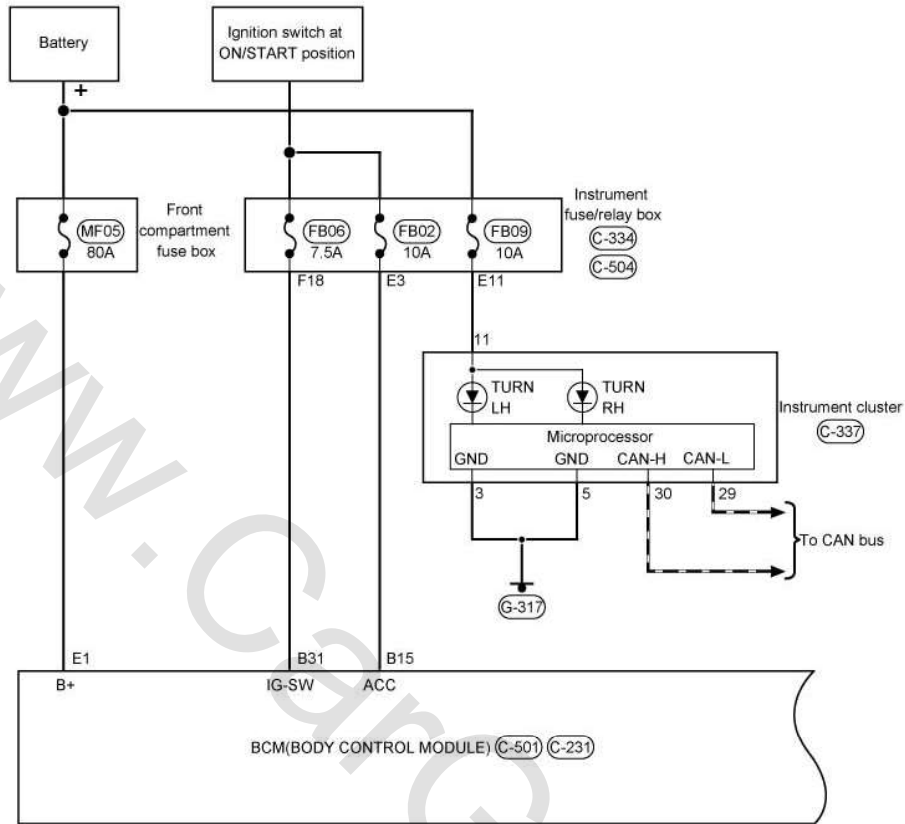 Battery
+
Ignition switch at
ON/START position
MF05
80A
Front
compartment
fuse box
FB06
7.5A
FB02
10A
FB09
10A
Instrument
fuse/relay box
C-334
C-504
F18
E3
E11
11
TURN
LH
TURN
RH
Instrument cluster
C-337
Microprocessor
GND
GND
CAN-H
CAN-L
3
5
30
29
To CAN bus
G-317
E1
B31
B15
B+
IG-SW
ACC
BCM(BODY CONTROL MODULE) C-501 C-231
www.CarO